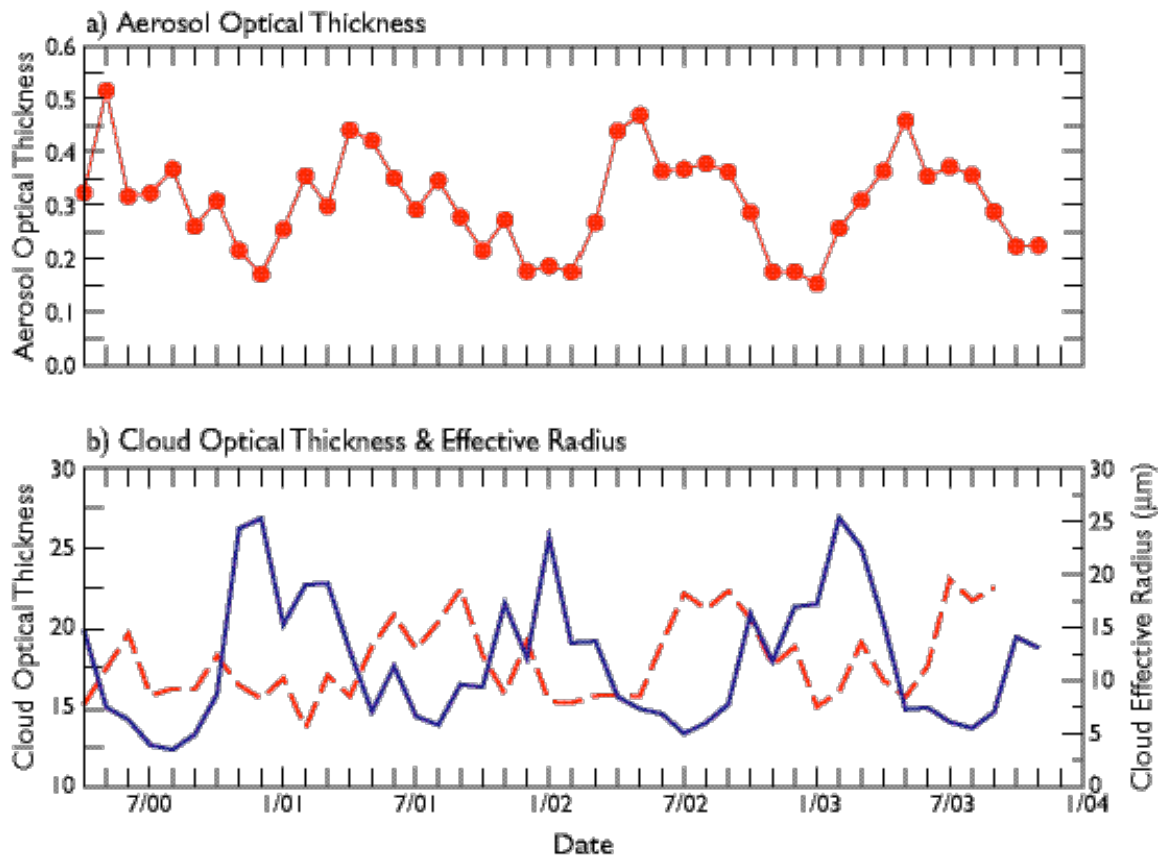 a) Aerosol Optical Thickness
Aerosol Optical Thickness
0.6
0.5
0.4
0.3
0.2
0.1
0.0
b) Cloud Optical Thickness & Effective Radius
Cloud Optical Thickness
30
25
20
15
10
30
25
20
15
10
5
0
Cloud Effective Radius (μm)
7/00 1/01 7/01 1/02 7/02 1/03 7/03 1/04
Date